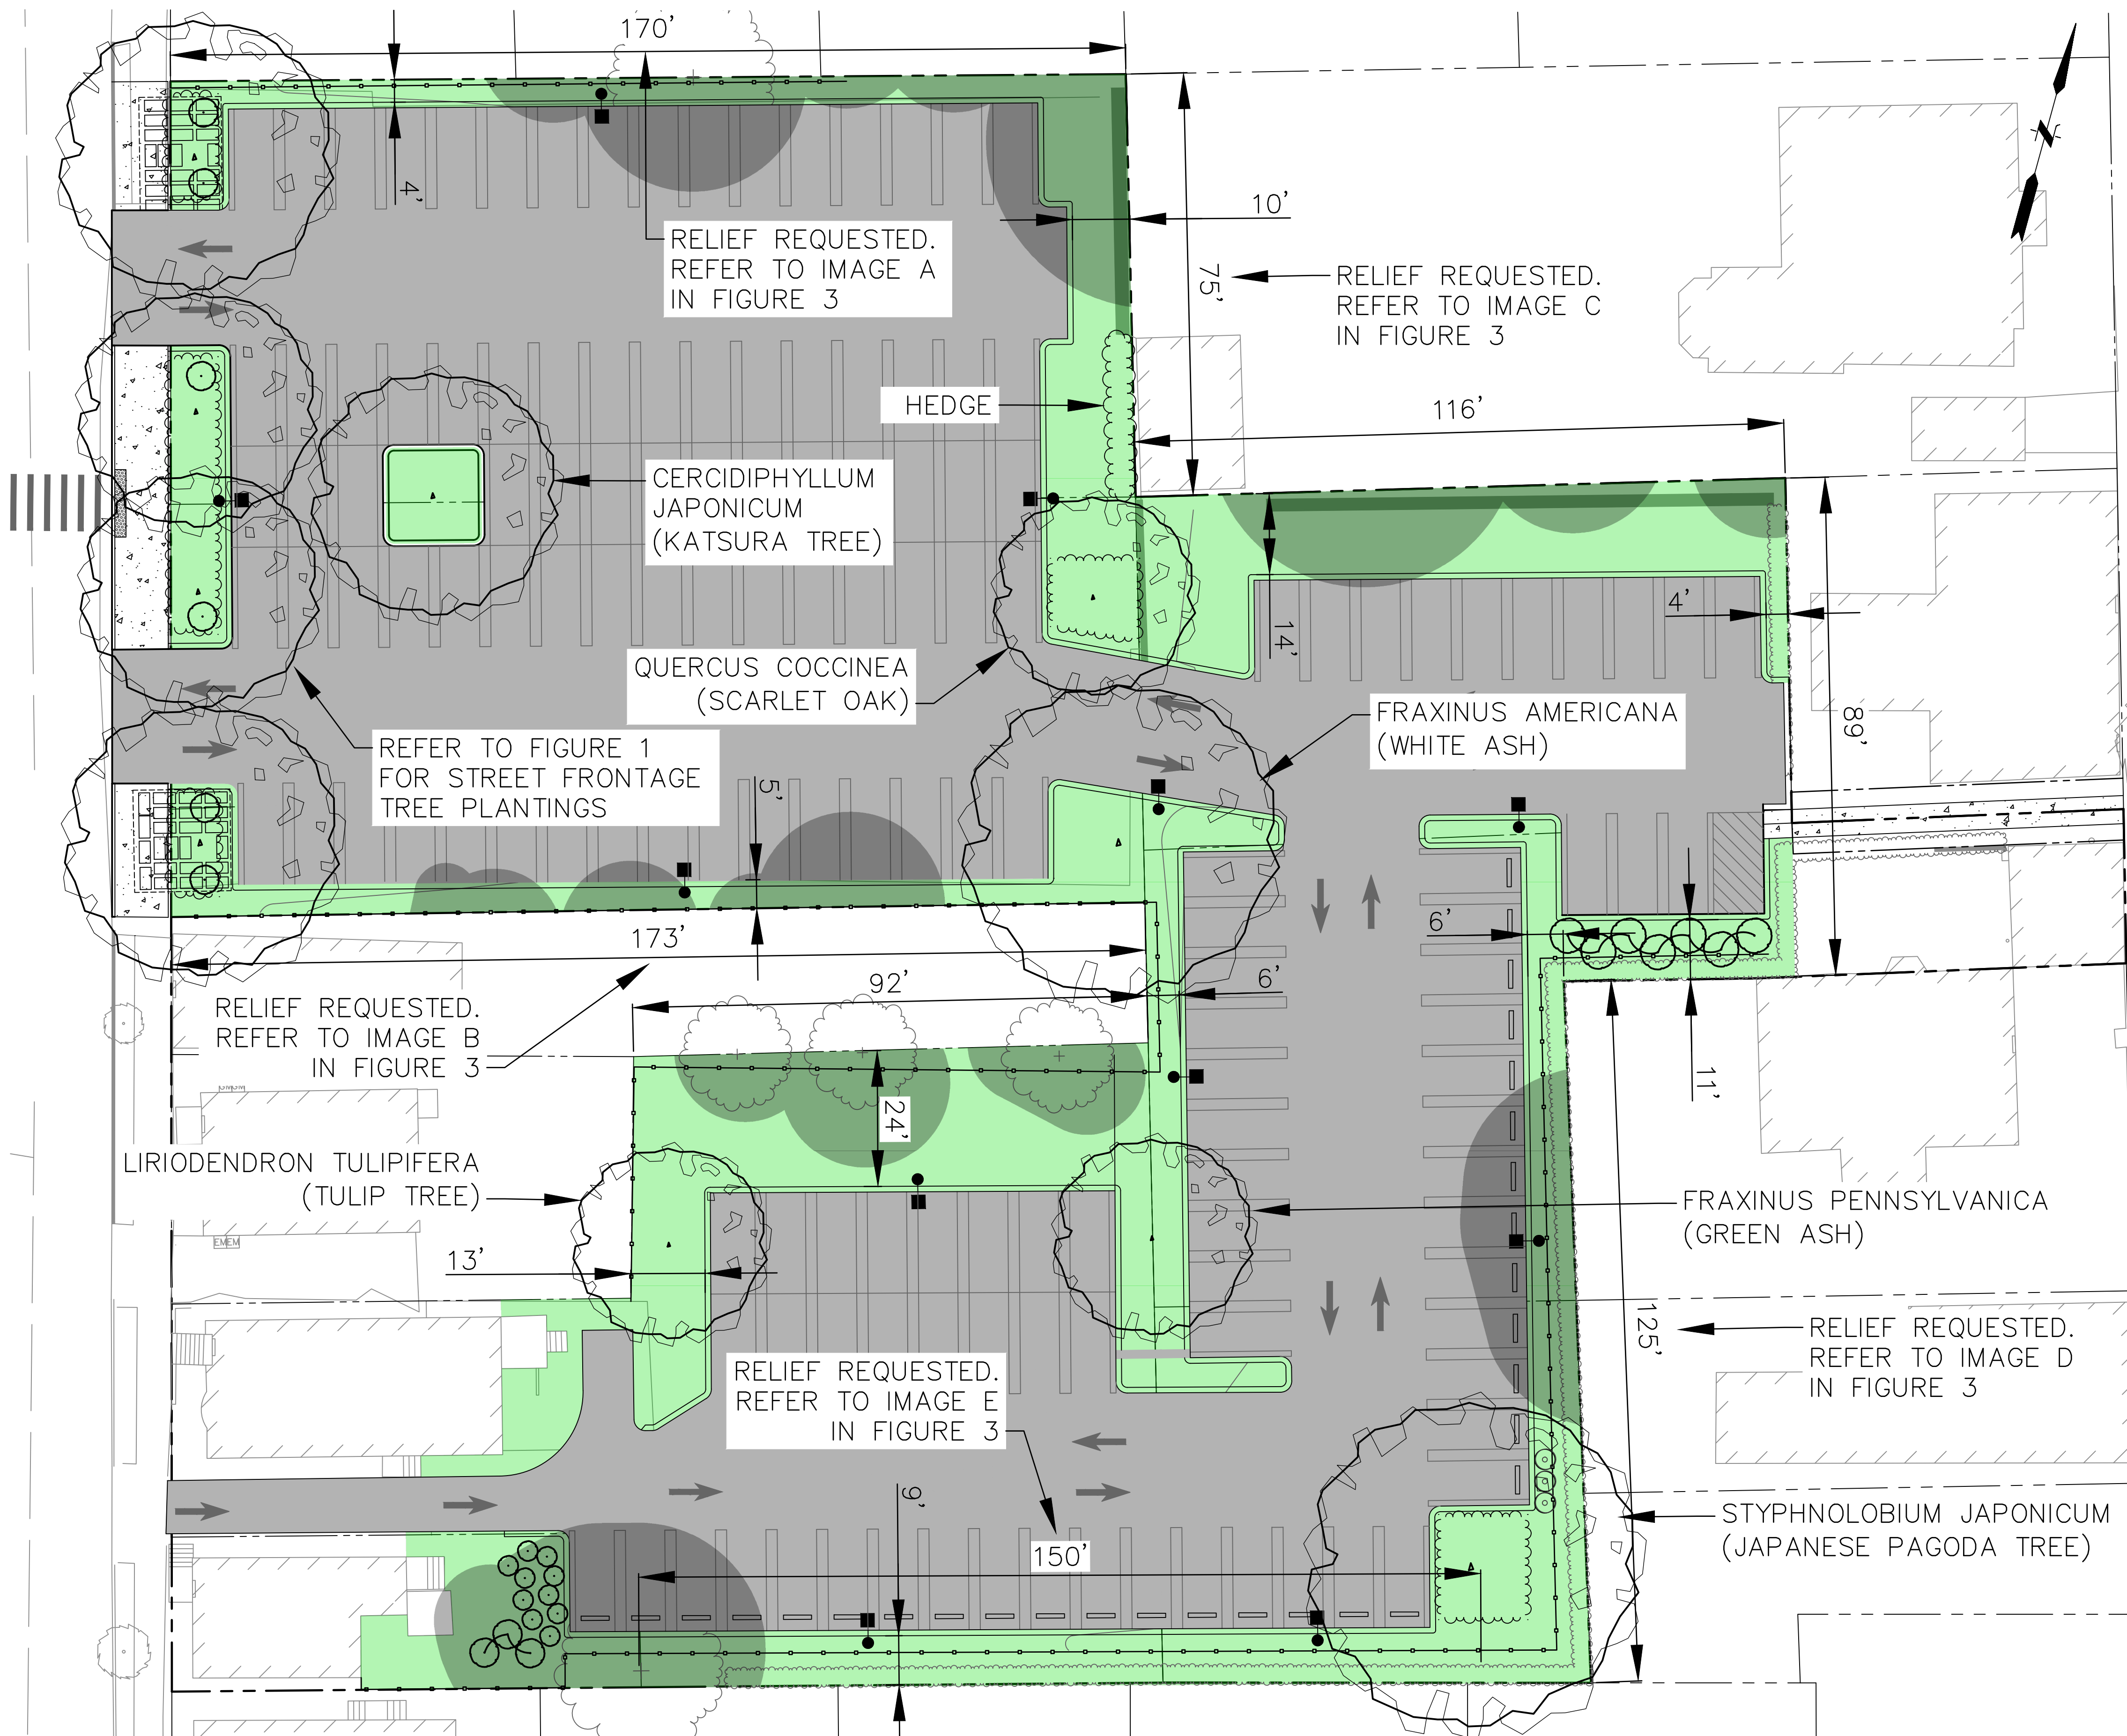 170'
4'
RELIEF REQUESTED.
REFER TO IMAGE A
IN FIGURE 3
10'
75'
RELIEF REQUESTED.
REFER TO IMAGE C
IN FIGURE 3
N
HEDGE
116'
CERCIDIPHYLLUM
JAPONICUM
(KATSURA TREE)
14'
4'
QUERCUS COCCINEA
(SCARLET OAK)
FRAXINUS AMERICANA
(WHITE ASH)
89'
REFER TO FIGURE 1
FOR STREET FRONTAGE
TREE PLANTINGS
5'
173'
6'
92'
6'
RELIEF REQUESTED.
REFER TO IMAGE B
IN FIGURE 3
11'
24'
LIRIODENDRON TULIPIFERA
(TULIP TREE)
FRAXINUS PENNSYLVANICA
(GREEN ASH)
EMEM
13'
125'
RELIEF REQUESTED.
REFER TO IMAGE D
IN FIGURE 3
RELIEF REQUESTED.
REFER TO IMAGE E
IN FIGURE 3
9'
150'
STYPHNOLOBIUM JAPONICUM
(JAPANESE PAGODA TREE)